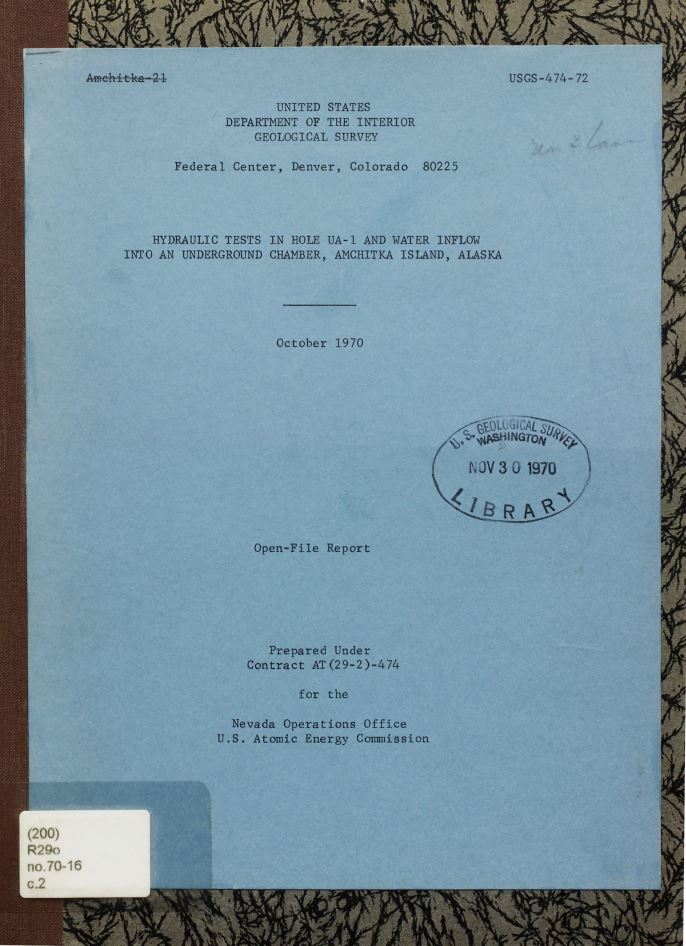 Amchitka-21
USGS-474-72
UNITED STATES
DEPARTMENT OF THE INTERIOR
GEOLOGICAL SURVEY
Federal Center, Denver, Colorado 80225
HYDRAULIC TESTS IN HOLE UA-1 AND WATER INFLOW
INTO AN UNDERGROUND CHAMBER, AMCHITKA ISLAND, ALASKA
October 1970
U.S. GEOLOGICAL SURVEY
WASHINGTON
NOV 30 1970
LIBRARY
Open-File Report
Prepared Under
Contract AT(29-2)-474
for the
Nevada Operations Office
U.S. Atomic Energy Commission
(200)
R29o
no.70-16
c.2